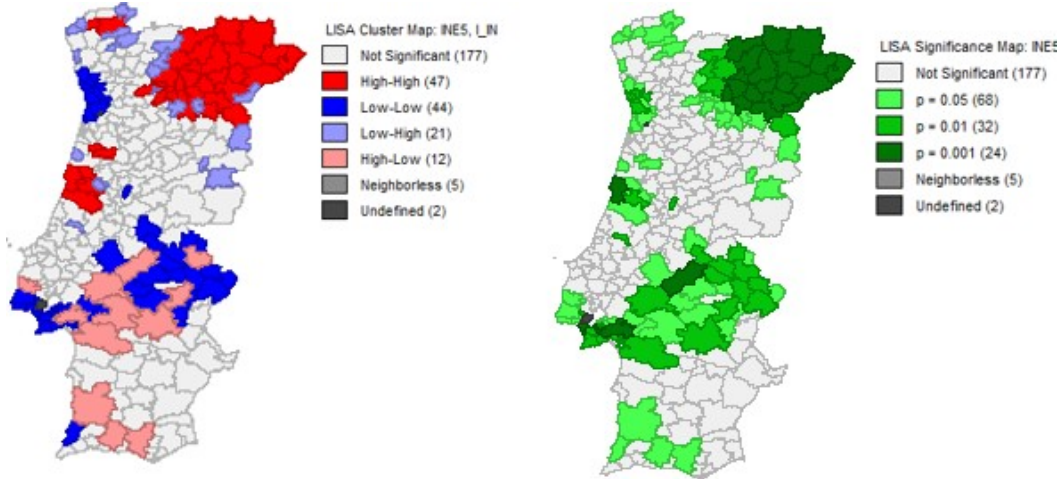 LISA Cluster Map: INE5, I_IN
Not Significant (177)
High-High (47)
Low-Low (44)
Low-High (21)
High-Low (12)
Neighborless (5)
Undefined (2)
LISA Significance Map: INE5
Not Significant (177)
p = 0.05 (68)
p = 0.01 (32)
p = 0.001 (24)
Neighborless (5)
Undefined (2)